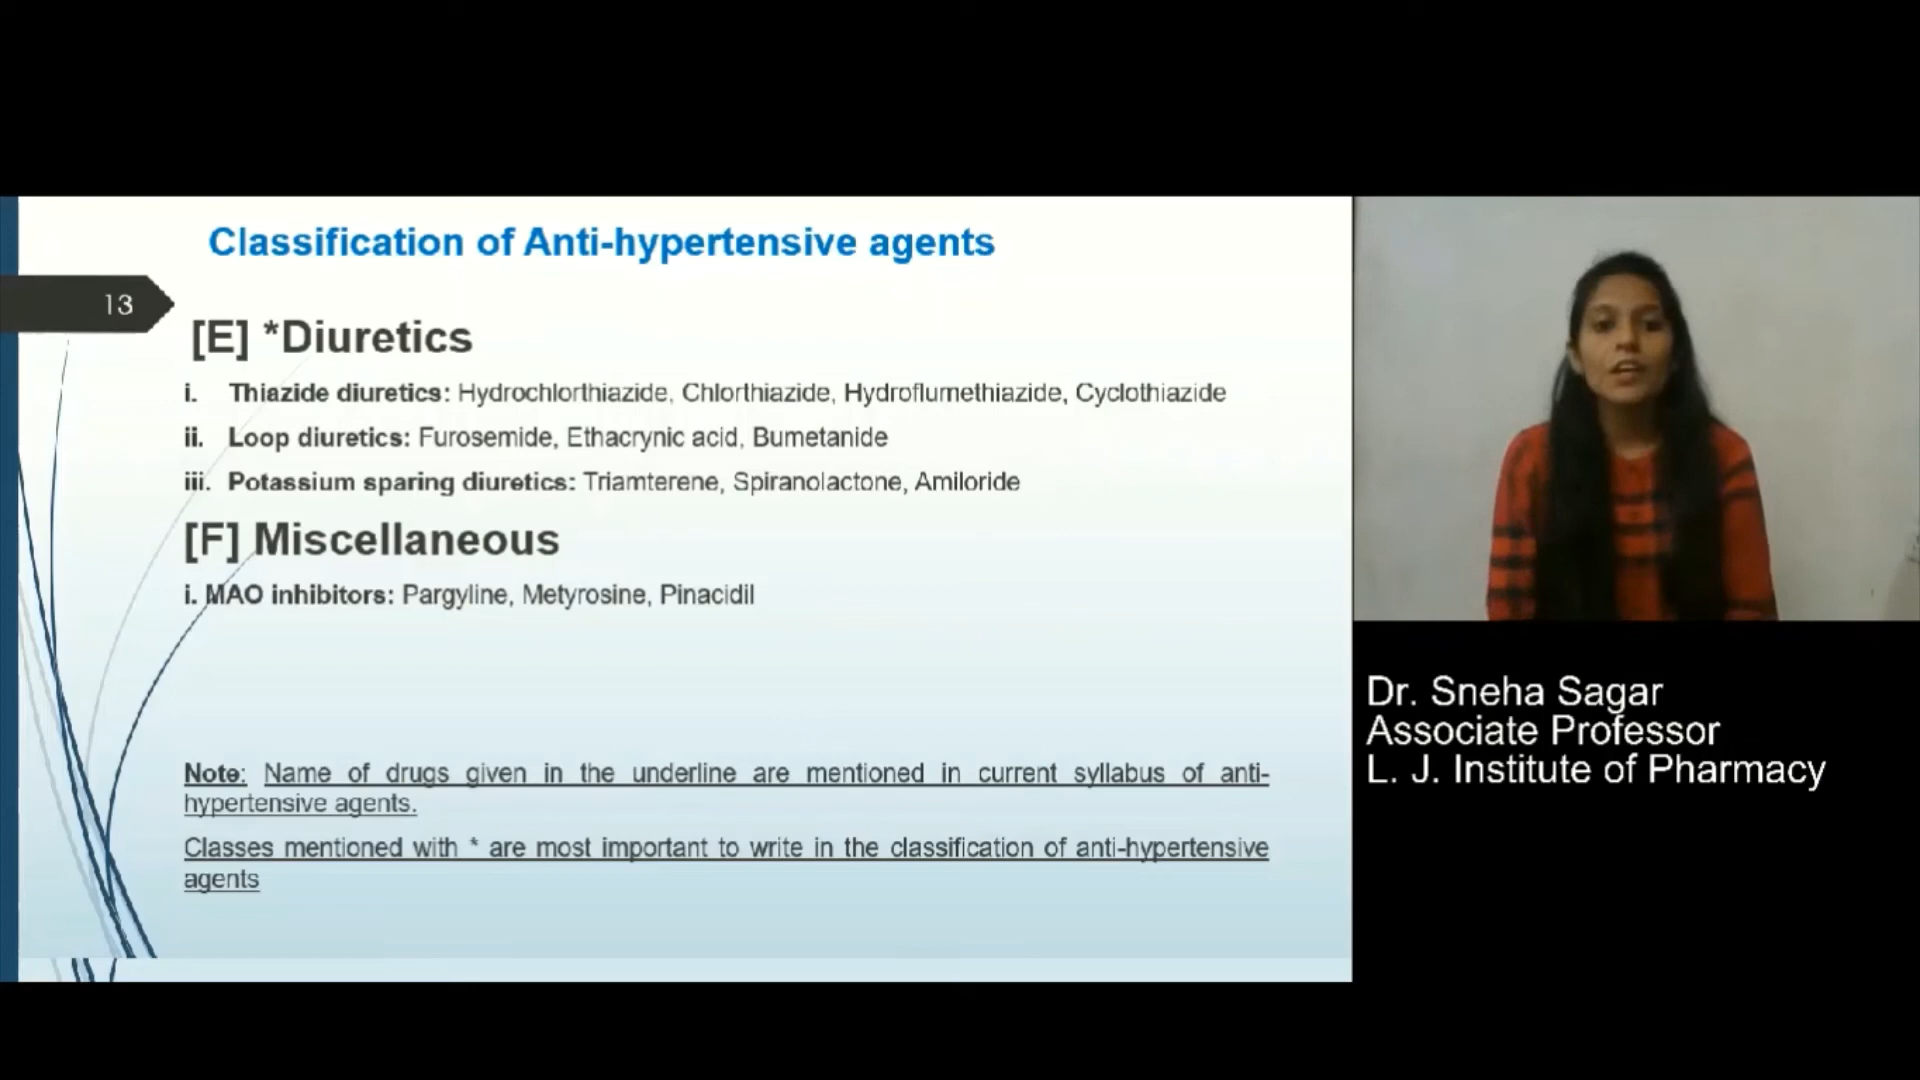 Classification of Anti-hypertensive agents
13
[E] *Diuretics
i. Thiazide diuretics: Hydrochlorthiazide, Chlorthiazide, Hydroflumethiazide, Cyclothiazide
ii. Loop diuretics: Furosemide, Ethacrynic acid, Bumetanide
iii. Potassium sparing diuretics: Triamterene, Spiranolactone, Amiloride
[F] Miscellaneous
i. MAO inhibitors: Pargyline, Metyrosine, Pinacidil
Note: Name of drugs given in the underline are mentioned in current syllabus of anti-
hypertensive agents.
Classes mentioned with * are most important to write in the classification of anti-hypertensive
agents
Dr. Sneha Sagar
Associate Professor
L. J. Institute of Pharmacy